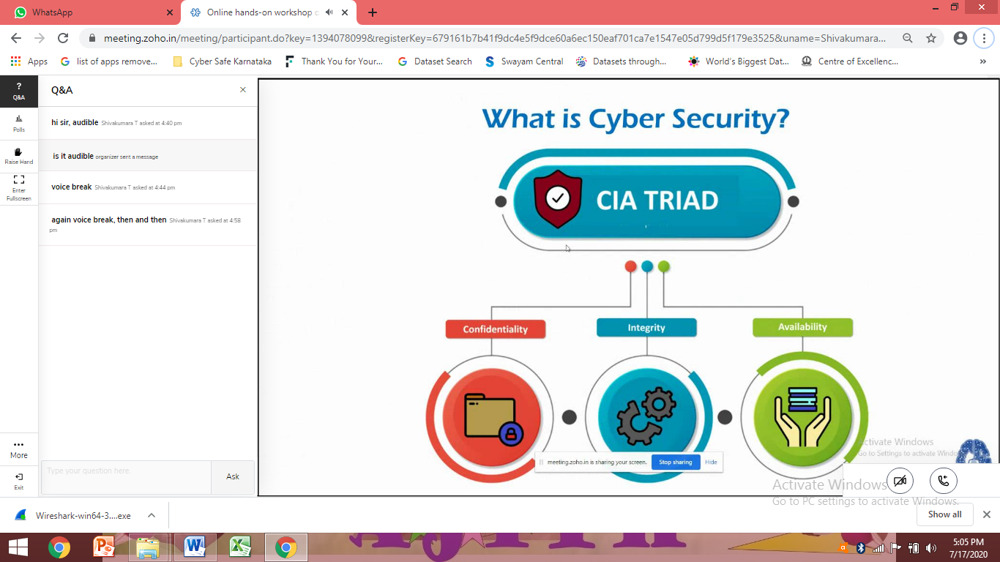 WhatsApp
Online hands-on workshop c
meeting.zoho.in/meeting/participant.do?key=1394078099&registerKey=679161b7b41f9dc4e5f9dce60a6ec150eaf701ca7e1547e05d799d5f179e3525&uname=Shivakumara...
Apps
list of apps remove...
Cyber Safe Karnataka
Thank You for Your...
Dataset Search
Swayam Central
Datasets through...
World's Biggest Dat...
Centre of Excellenc...
»
?
Q&A
Polls
Raise Hand
Enter
Fullscreen
More
Exit
Q&A
hi sir, audible Shivakumara T asked at 4:40 pm
is it audible organizer sent a message
voice break Shivakumara T asked at 4:44 pm
again voice break, then and then Shivakumara T asked at 4:58
pm
Type your question here.
Ask
What is Cyber Security?
CIA TRIAD
Confidentiality
Integrity
Availability
meeting.zoho.in is sharing your screen.
Stop sharing
Hide
Activate Windows
Go to Settings to activate
Activate Windows
Go to PC settings to activate Windows.
Wireshark-win64-3....exe
Show all
5:05 PM
7/17/2020